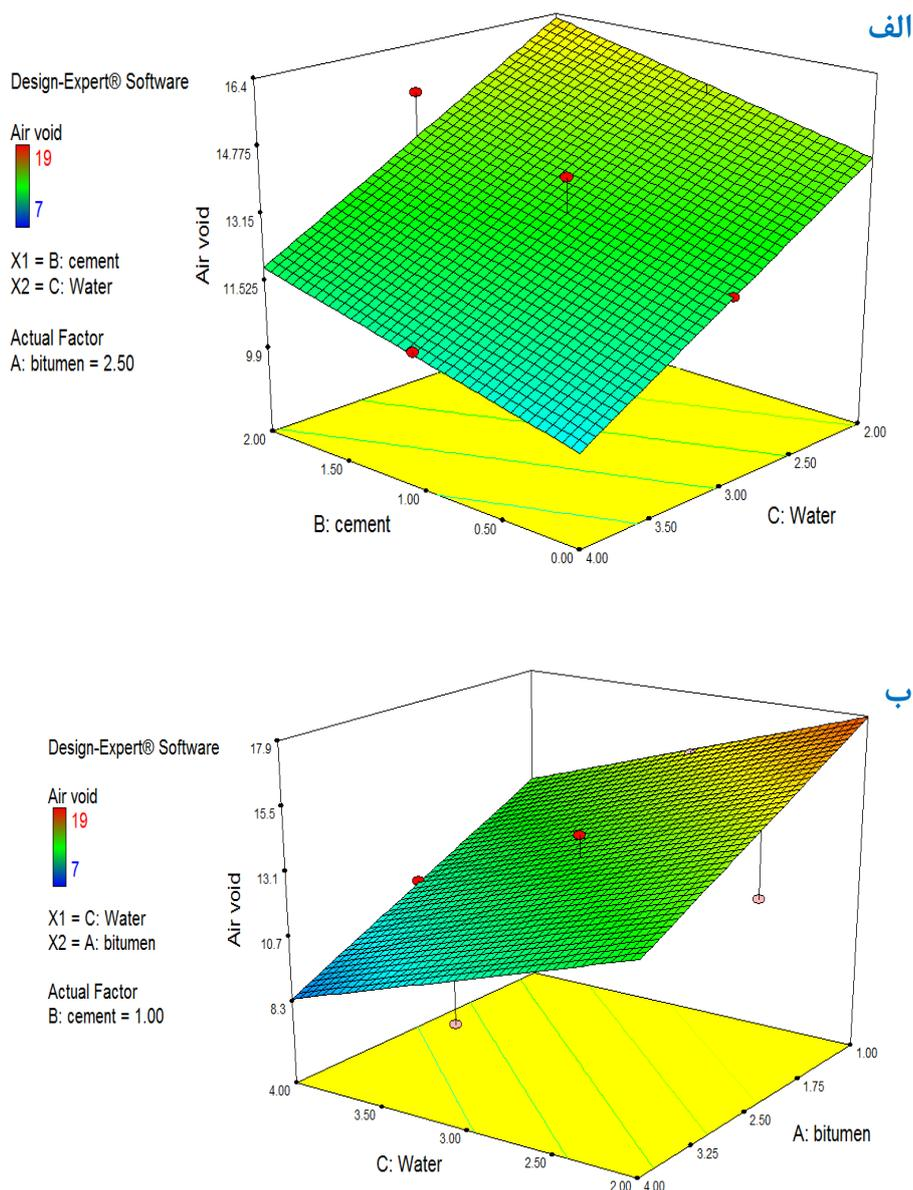 الف
Design-Expert® Software
Air void
19
7
X1 = B: cement
X2 = C: Water
Actual Factor
A: bitumen = 2.50
16.4
14.775
13.15
11.525
9.9
Air void
2.00
1.50
1.00
0.50
0.00
B: cement
4.00
3.50
3.00
2.50
2.00
C: Water
ب
Design-Expert® Software
Air void
19
7
X1 = C: Water
X2 = A: bitumen
Actual Factor
B: cement = 1.00
17.9
15.5
13.1
10.7
8.3
Air void
4.00
3.50
3.00
2.50
2.00
C: Water
4.00
3.25
2.50
1.75
1.00
A: bitumen